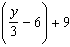 (y/3 − 6) + 9